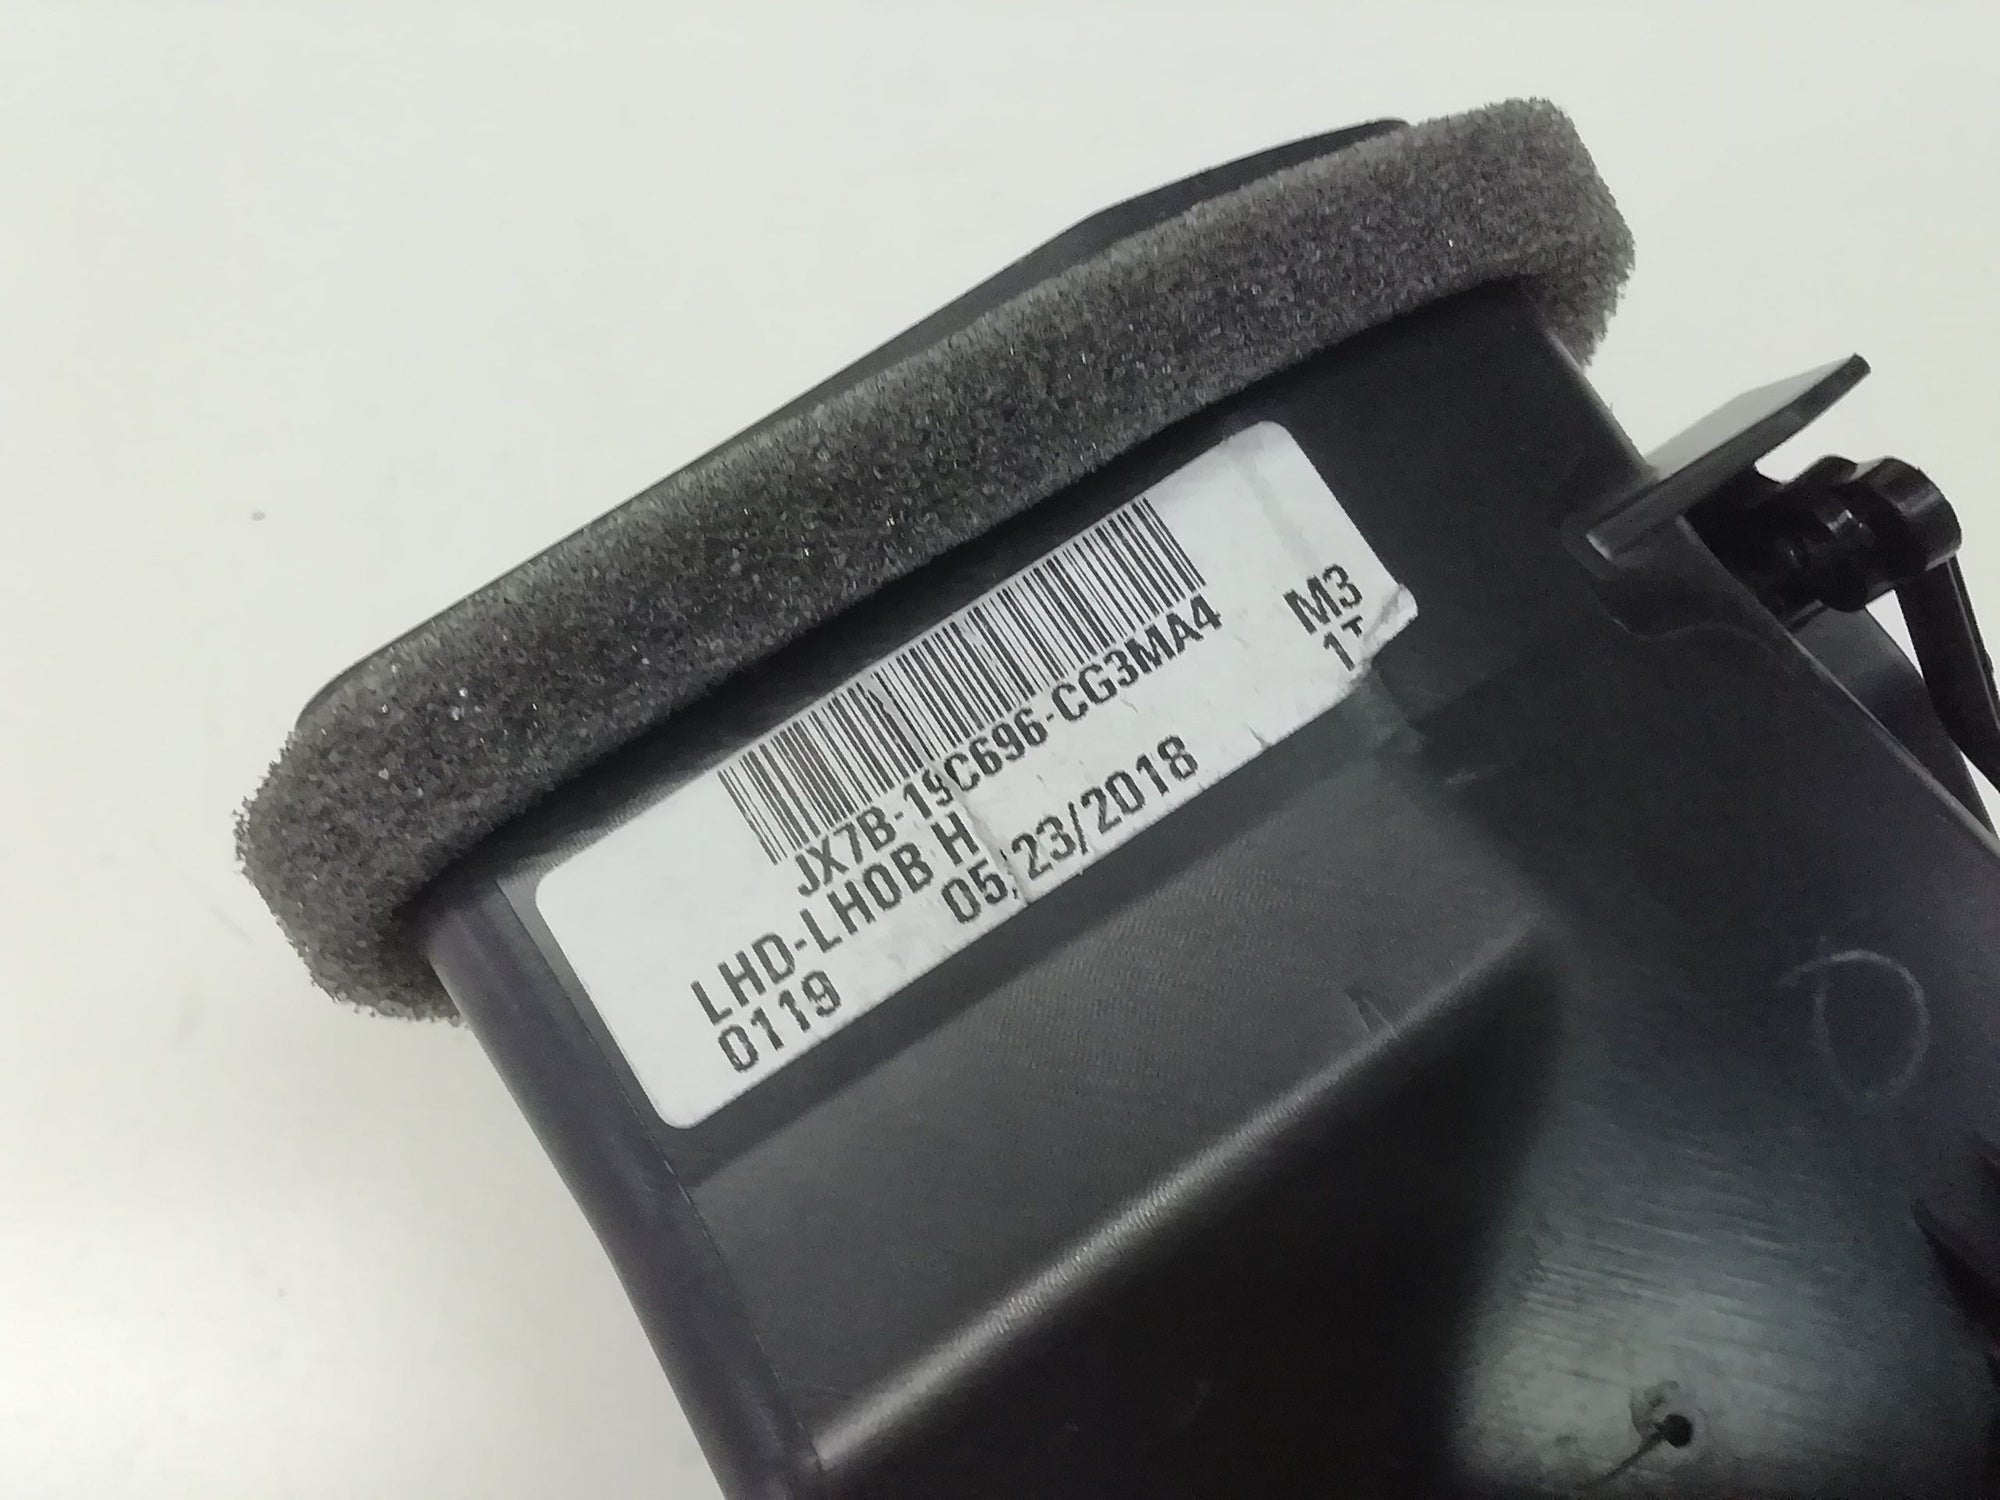 JX7B-19C696-CG3MA4
LHD-LH0B H
M3
0119
05/23/2018